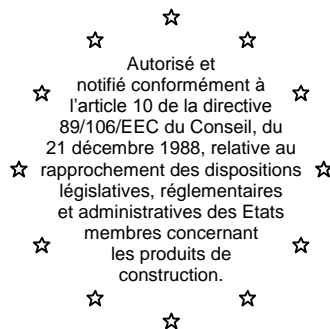 Autorisé et
notifié conformément à
l'article 10 de la directive
89/106/EEC du Conseil, du
21 décembre 1988, relative au
rapprochement des dispositions
législatives, réglementaires
et administratives des Etats
membres concernant
les produits de
construction.